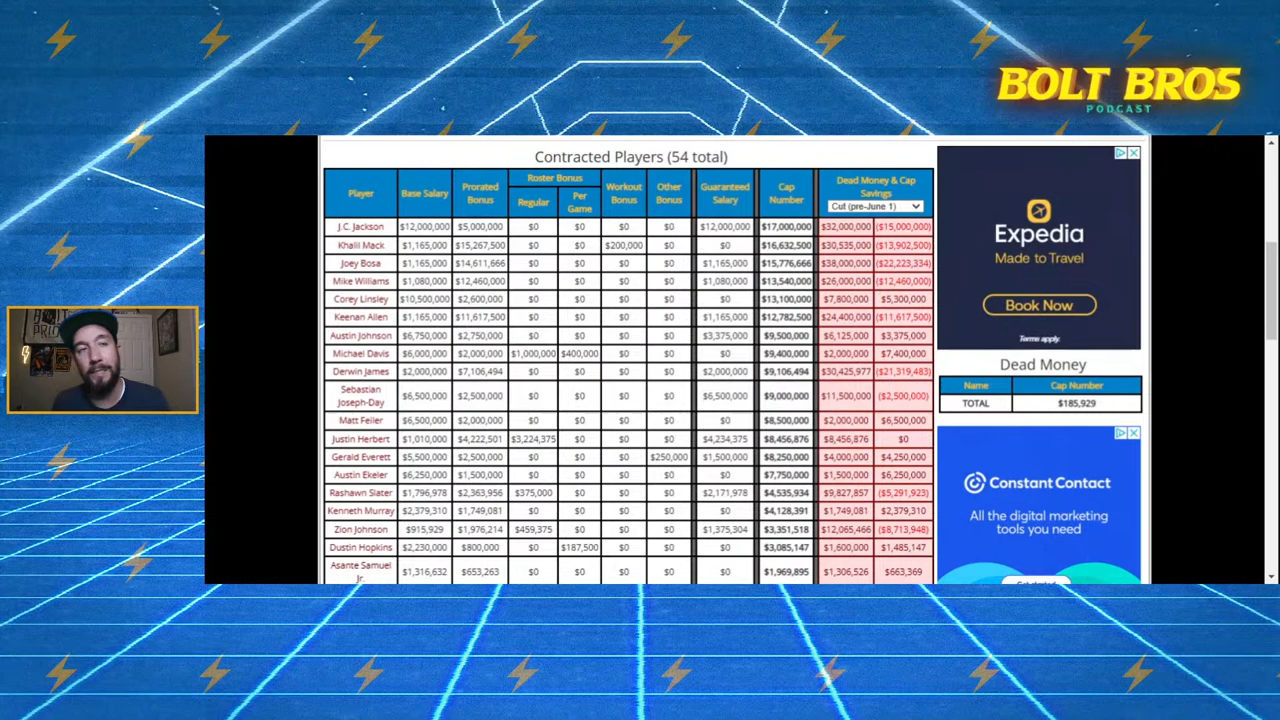 BOLT BROS
PODCAST
Contracted Players (54 total)
Player Base Salary Prorated Bonus Roster Bonus Regular Per Game Workout Bonus Other Bonus Guaranteed Salary Cap Number Dead Money & Cap Savings Cut (pre-June 1)
J.C. Jackson $12,000,000 $5,000,000 $0 $0 $0 $0 $12,000,000 $17,000,000 $32,000,000 ($15,000,000)
Khalil Mack $1,165,000 $15,267,500 $0 $0 $200,000 $0 $0 $16,632,500 $30,535,000 ($13,902,500)
Joey Bosa $1,165,000 $14,611,666 $0 $0 $0 $0 $1,165,000 $15,776,666 $38,000,000 ($22,223,334)
Mike Williams $1,080,000 $12,460,000 $0 $0 $0 $0 $1,080,000 $13,540,000 $26,000,000 ($12,460,000)
Corey Linsley $10,500,000 $2,600,000 $0 $0 $0 $0 $0 $13,100,000 $7,800,000 $5,300,000
Keenan Allen $1,165,000 $11,617,500 $0 $0 $0 $0 $1,165,000 $12,782,500 $24,400,000 ($11,617,500)
Austin Johnson $6,750,000 $2,750,000 $0 $0 $0 $0 $3,375,000 $9,500,000 $6,125,000 $3,375,000
Michael Davis $6,000,000 $2,000,000 $1,000,000 $400,000 $0 $0 $0 $9,400,000 $2,000,000 $7,400,000
Derwin James $2,000,000 $7,106,494 $0 $0 $0 $0 $2,000,000 $9,106,494 $30,425,977 ($21,319,483)
Sebastian Joseph-Day $6,500,000 $2,500,000 $0 $0 $0 $0 $6,500,000 $9,000,000 $11,500,000 ($2,500,000)
Matt Feiler $6,500,000 $2,000,000 $0 $0 $0 $0 $0 $8,500,000 $2,000,000 $6,500,000
Justin Herbert $1,010,000 $4,222,501 $3,224,375 $0 $0 $0 $4,234,375 $8,456,876 $8,456,876 $0
Gerald Everett $5,500,000 $2,500,000 $0 $0 $0 $250,000 $1,500,000 $8,250,000 $4,000,000 $4,250,000
Austin Ekeler $6,250,000 $1,500,000 $0 $0 $0 $0 $0 $7,750,000 $1,500,000 $6,250,000
Rashawn Slater $1,796,978 $2,363,956 $375,000 $0 $0 $0 $2,171,978 $4,535,934 $9,827,857 ($5,291,923)
Kenneth Murray $2,379,310 $1,749,081 $0 $0 $0 $0 $0 $4,128,391 $1,749,081 $2,379,310
Zion Johnson $915,929 $1,976,214 $459,375 $0 $0 $0 $1,375,304 $3,351,518 $12,065,466 ($8,713,948)
Dustin Hopkins $2,230,000 $800,000 $0 $187,500 $0 $0 $0 $3,085,147 $1,600,000 $1,485,147
Asante Samuel Jr. $1,316,632 $653,263 $0 $0 $0 $0 $0 $1,969,895 $1,306,526 $663,369
Expedia
Made to Travel
Book Now
Terms apply.
Dead Money
Name Cap Number
TOTAL $185,929
Constant Contact
All the digital marketing
tools you need